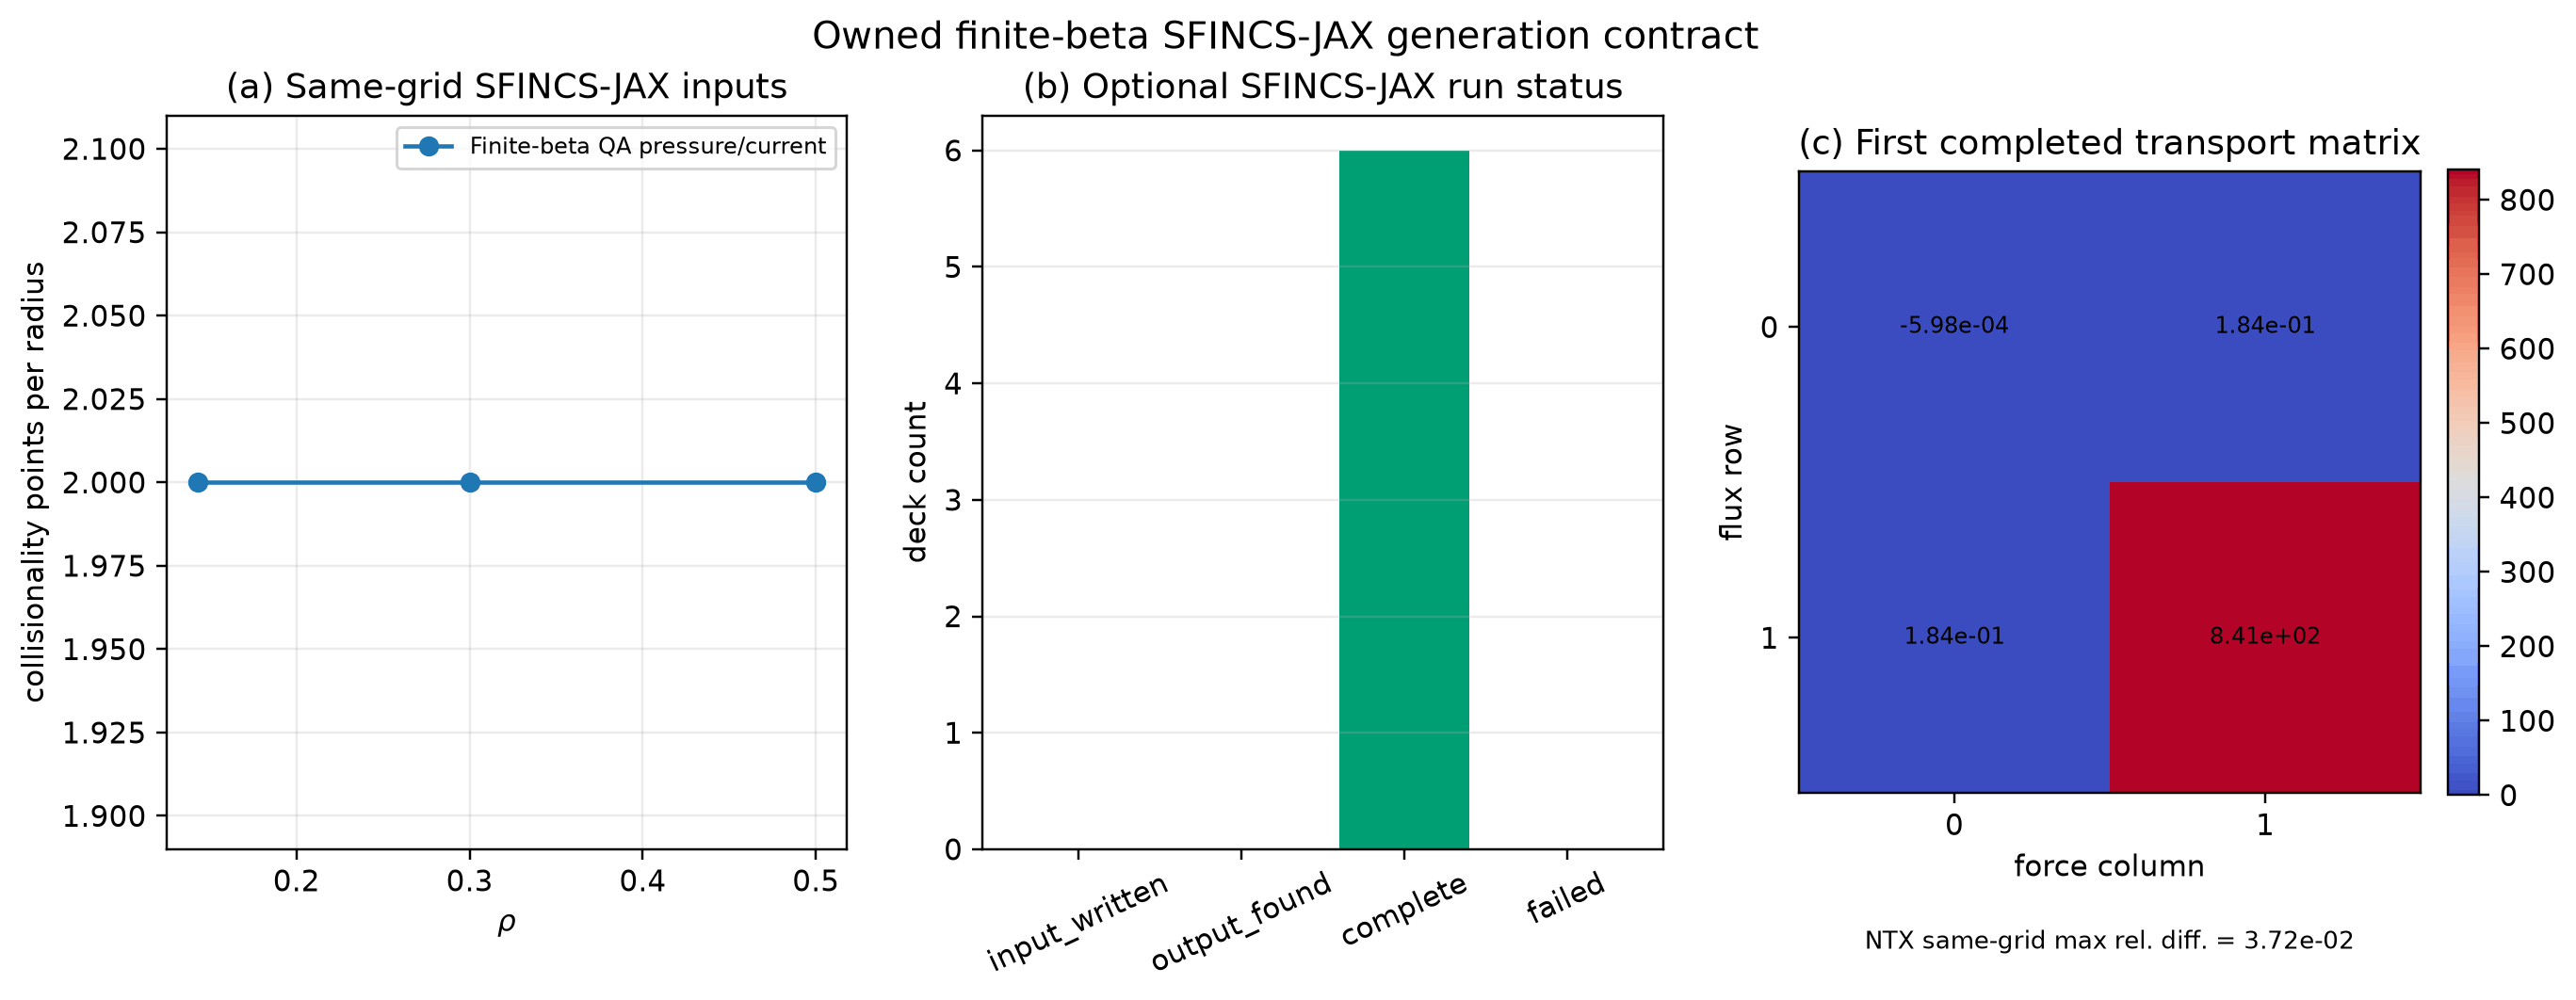 Owned finite-beta SFINCS-JAX generation contract
(a) Same-grid SFINCS-JAX inputs
collisionality points per radius
2.100
2.075
2.050
2.025
2.000
1.975
1.950
1.925
1.900
Finite-beta QA pressure/current
0.2 0.3 0.4 0.5
ρ
(b) Optional SFINCS-JAX run status
deck count
6
5
4
3
2
1
0
input_written output_found complete failed
(c) First completed transport matrix
flux row
0
1
-5.98e-04 1.84e-01
1.84e-01 8.41e+02
0 1
force column
800
700
600
500
400
300
200
100
0
NTX same-grid max rel. diff. = 3.72e-02